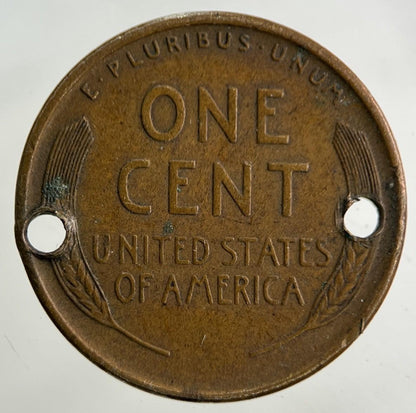 E · PLURIBUS · UNUM
ONE
CENT
UNITED STATES
OF AMERICA